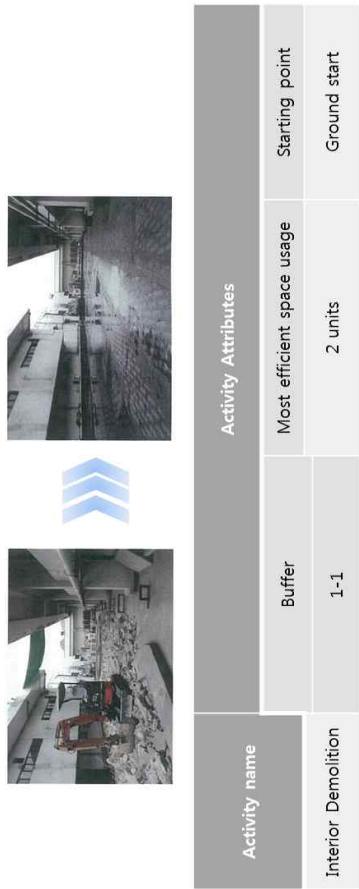 Activity name
Activity Attributes
Buffer
Most efficient space usage
Starting point
Interior Demolition
1-1
2 units
Ground start